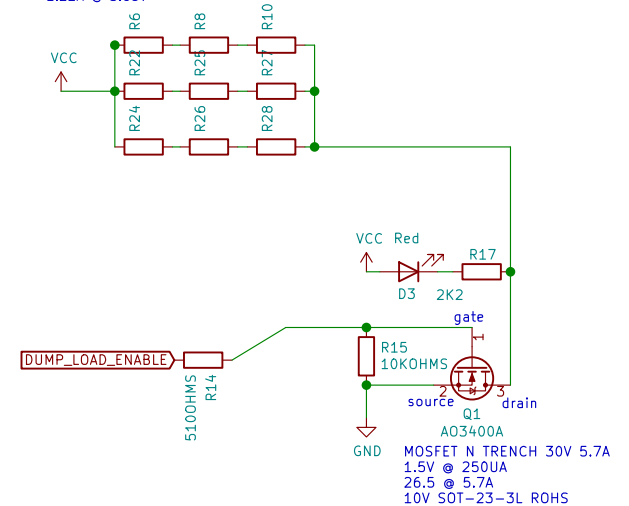 R6
R8
R10
VCC
R22
R25
R27
R24
R26
R28
VCC
Red
R17
D3
2K2
gate
1
DUMP_LOAD_ENABLE
510OHMS
R14
R15
10KOHMS
source
2
3
drain
Q1
AO3400A
GND
MOSFET N TRENCH 30V 5.7A
1.5V @ 250UA
26.5 @ 5.7A
10V SOT-23-3L ROHS